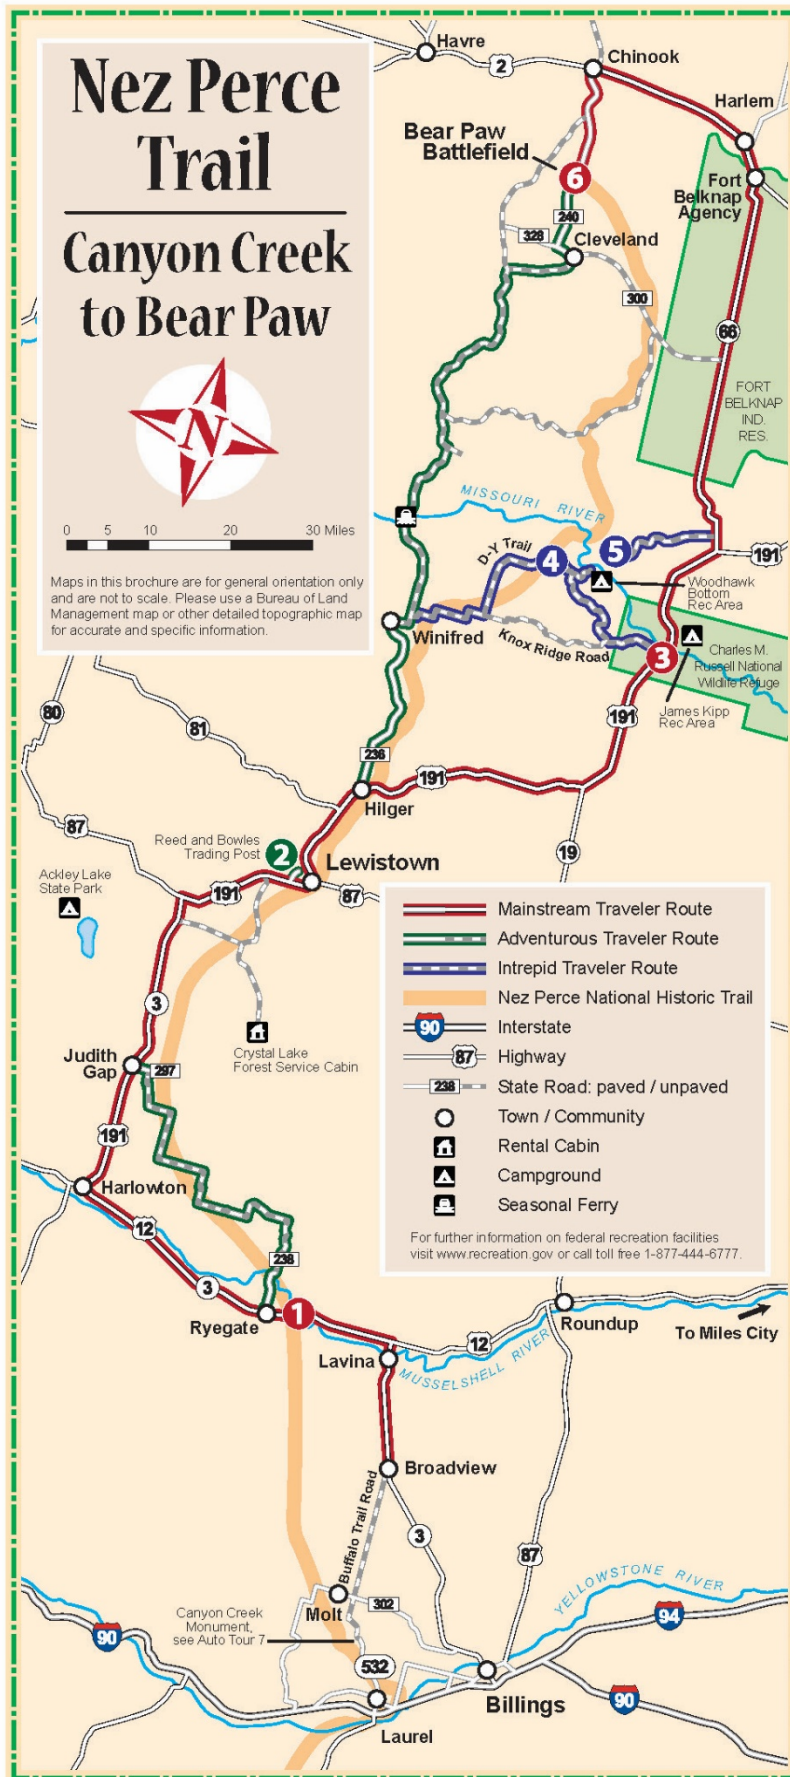 Nez Perce
Trail
Canyon Creek
to Bear Paw
N
0 5 10 20 30 Miles
Maps in this brochure are for general orientation only
and are not to scale. Please use a Bureau of Land
Management map or other detailed topographic map
for accurate and specific information.
Havre
2
Chinook
Harlem
Bear Paw
Battlefield
6
Fort
Belknap
Agency
240
328
Cleveland
300
66
FORT
BELKNAP
IND.
RES.
MISSOURI RIVER
D-Y Trail
4
5
191
Woodhawk
Bottom
Rec Area
Winifred
Knox Ridge Road
3
Charles M.
Russell National
Wildlife Refuge
James Kipp
Rec Area
191
80
81
236
191
Hilger
87
19
Reed and Bowles
Trading Post
2
Lewistown
Ackley Lake
State Park
191
87
3
Crystal Lake
Forest Service Cabin
Judith
Gap
297
191
Harlowton
12
3
238
Ryegate
1
Mainstream Traveler Route
Adventurous Traveler Route
Intrepid Traveler Route
Nez Perce National Historic Trail
90 Interstate
87 Highway
238 State Road: paved / unpaved
Town / Community
Rental Cabin
Campground
Seasonal Ferry
For further information on federal recreation facilities
visit www.recreation.gov or call toll free 1-877-444-6777.
Roundup
To Miles City
12
Lavina
MUSSELSHELL RIVER
Broadview
Buffalo Trail Road
3
87
YELLOWSTONE RIVER
Molt
302
94
Canyon Creek
Monument,
see Auto Tour 7
90
532
Billings
90
Laurel